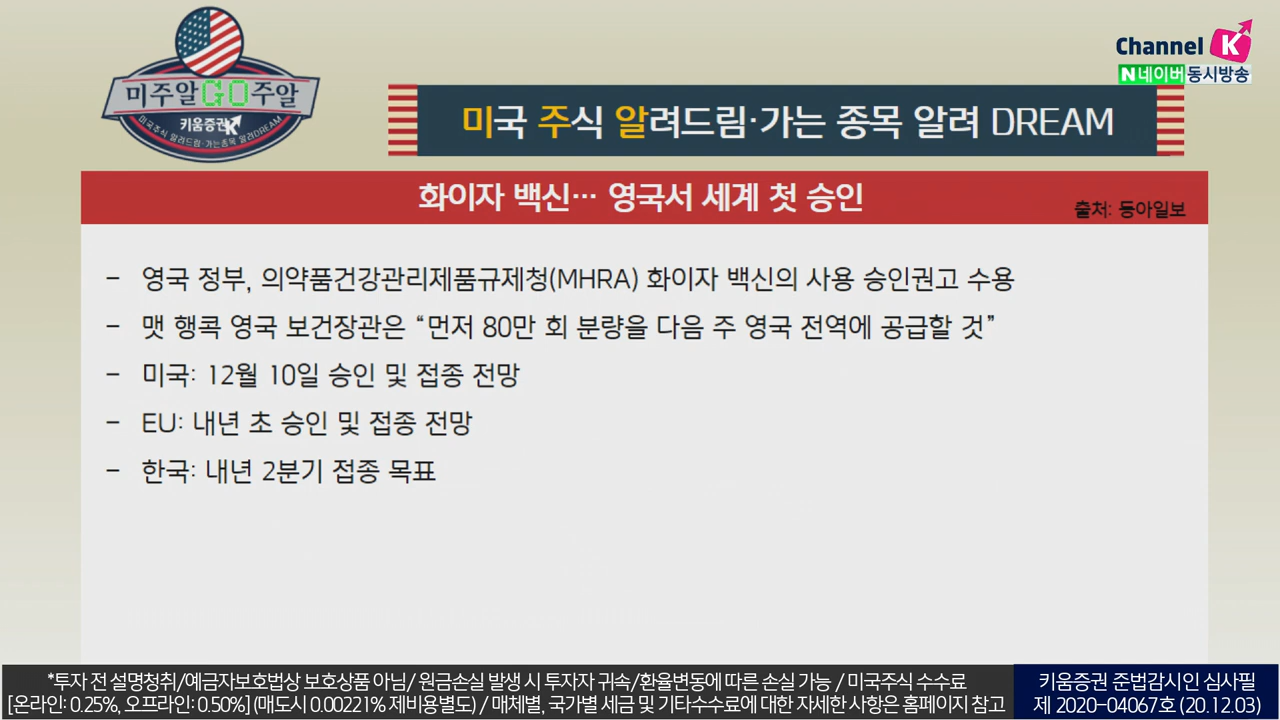 미주알GO주알
키움증권K
미국주식 알려드림·가는종목 알려DREAM
Channel K
N 네이버 동시방송
미국 주식 알려드림·가는 종목 알려 DREAM
화이자 백신… 영국서 세계 첫 승인
출처: 동아일보
- 영국 정부, 의약품건강관리제품규제청(MHRA) 화이자 백신의 사용 승인권고 수용
- 맷 행콕 영국 보건장관은 “먼저 80만 회 분량을 다음 주 영국 전역에 공급할 것”
- 미국: 12월 10일 승인 및 접종 전망
- EU: 내년 초 승인 및 접종 전망
- 한국: 내년 2분기 접종 목표
*투자 전 설명청취/예금자보호법상 보호상품 아님/ 원금손실 발생 시 투자자 귀속/환율변동에 따른 손실 가능 / 미국주식 수수료
[온라인: 0.25%, 오프라인: 0.50%] (매도시 0.00221% 제비용별도) / 매체별, 국가별 세금 및 기타수수료에 대한 자세한 사항은 홈페이지 참고
키움증권 준법감시인 심사필
제 2020-04067호 (20.12.03)